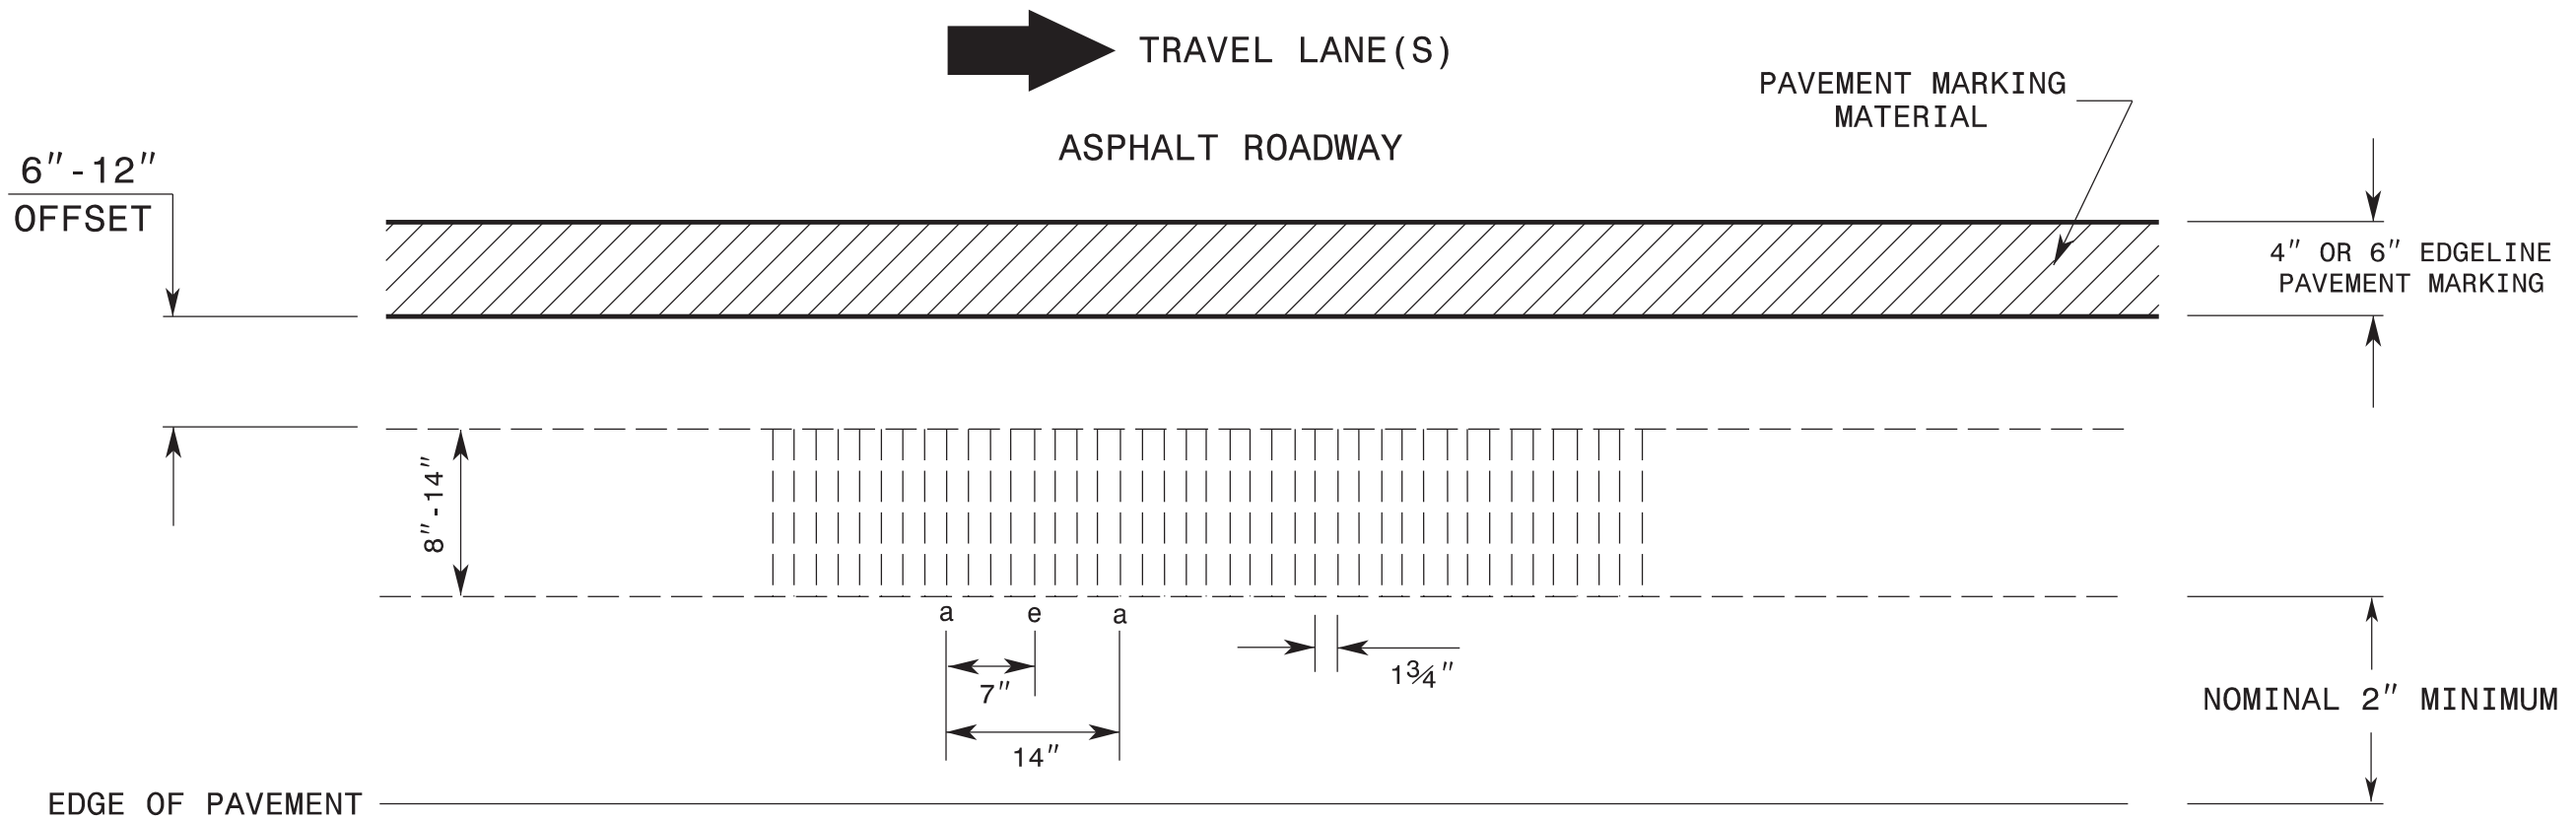 TRAVEL LANE(S)
PAVEMENT MARKING
MATERIAL
ASPHALT ROADWAY
6"-12"
OFFSET
4" OR 6" EDGELINE
PAVEMENT MARKING
8"-14"
a e a
7"
1¾"
14"
NOMINAL 2" MINIMUM
EDGE OF PAVEMENT